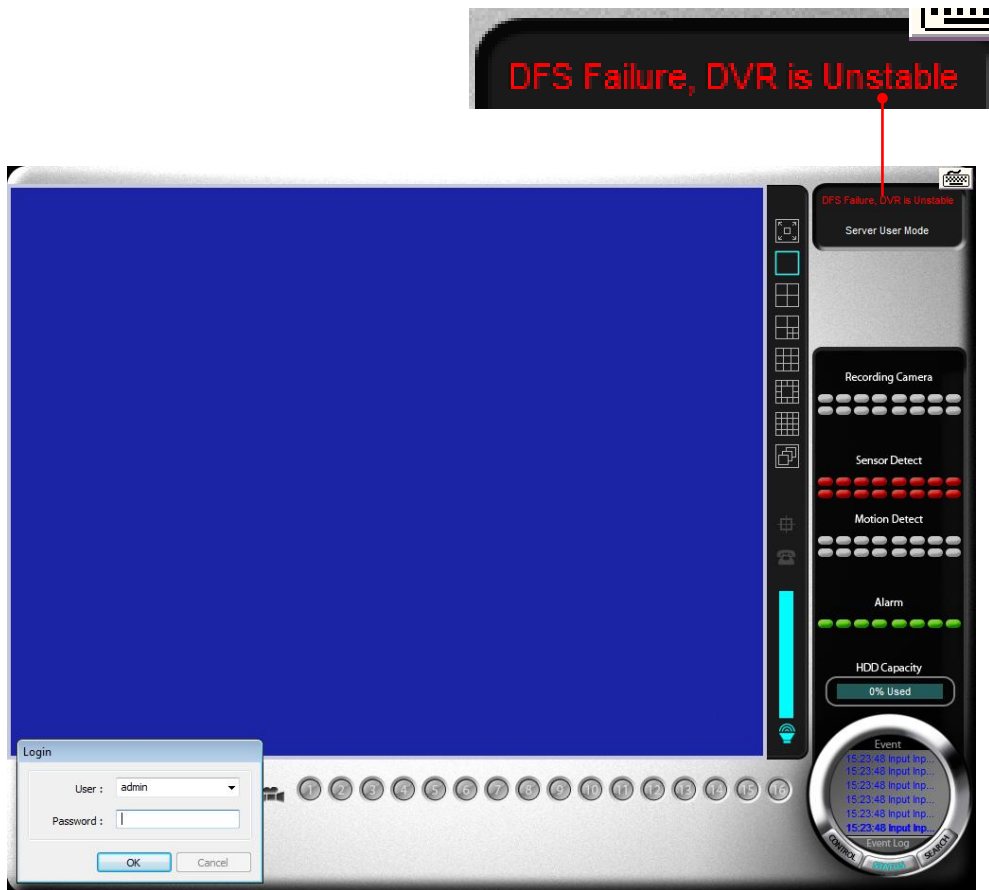 DFS Failure, DVR is Unstable
DFS Failure, DVR is Unstable
Server User Mode
Recording Camera
Sensor Detect
Motion Detect
Alarm
HDD Capacity
0% Used
Login
User :
admin
Password :
OK
Cancel
1 2 3 4 5 6 7 8 9 10 11 12 13 14 15 16
Event
15:23:48 Input Inp...
15:23:48 Input Inp...
15:23:48 Input Inp...
15:23:48 Input Inp...
15:23:48 Input Inp...
15:23:48 Input Inp...
Event Log
CONTROL
SEARCH